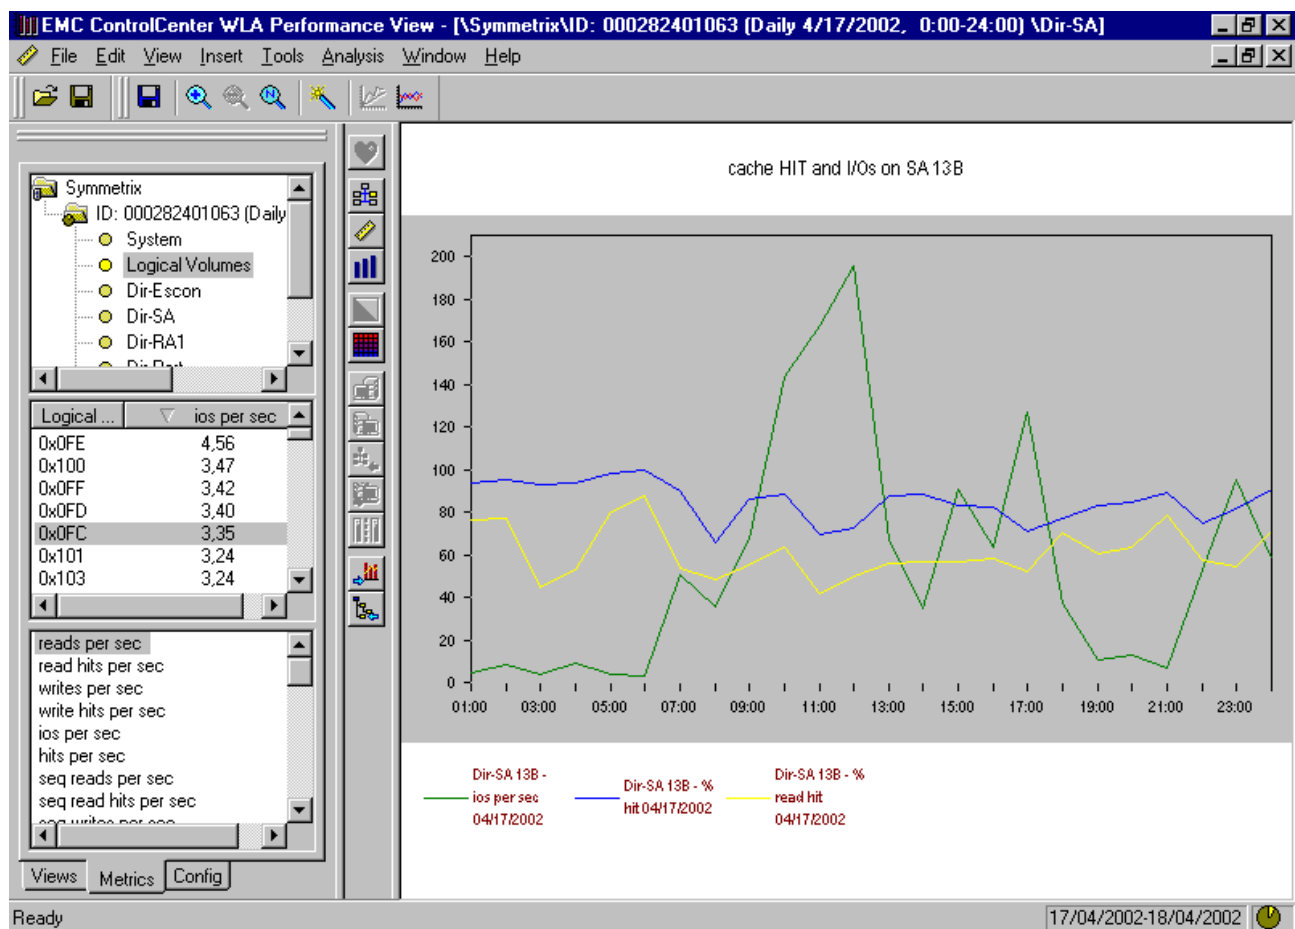 EMC ControlCenter WLA Performance View - [\Symmetrix\ID: 000282401063 (Daily 4/17/2002, 0:00-24:00) \Dir-SA]
File Edit View Insert Tools Analysis Window Help
Symmetrix
ID: 000282401063 (Daily
System
Logical Volumes
Dir-Escon
Dir-SA
Dir-RA1
Logical ... ios per sec
0x0FE 4,56
0x100 3,47
0x0FF 3,42
0x0FD 3,40
0x0FC 3,35
0x101 3,24
0x103 3,24
reads per sec
read hits per sec
writes per sec
write hits per sec
ios per sec
hits per sec
seq reads per sec
seq read hits per sec
seq writes per sec
Views Metrics Config
cache HIT and I/Os on SA 13B
200
180
160
140
120
100
80
60
40
20
0
01:00 03:00 05:00 07:00 09:00 11:00 13:00 15:00 17:00 19:00 21:00 23:00
Dir-SA 13B -
ios per sec
04/17/2002
Dir-SA 13B - %
hit 04/17/2002
Dir-SA 13B - %
read hit
04/17/2002
Ready
17/04/2002-18/04/2002